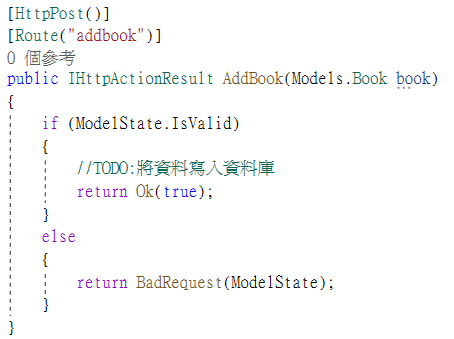 [HttpPost()]
[Route("addbook")]
0 個參考
public IHttpActionResult AddBook(Models.Book book)
{
    if (ModelState.IsValid)
    {
        //TODO:將資料寫入資料庫
        return Ok(true);
    }
    else
    {
        return BadRequest(ModelState);
    }
}